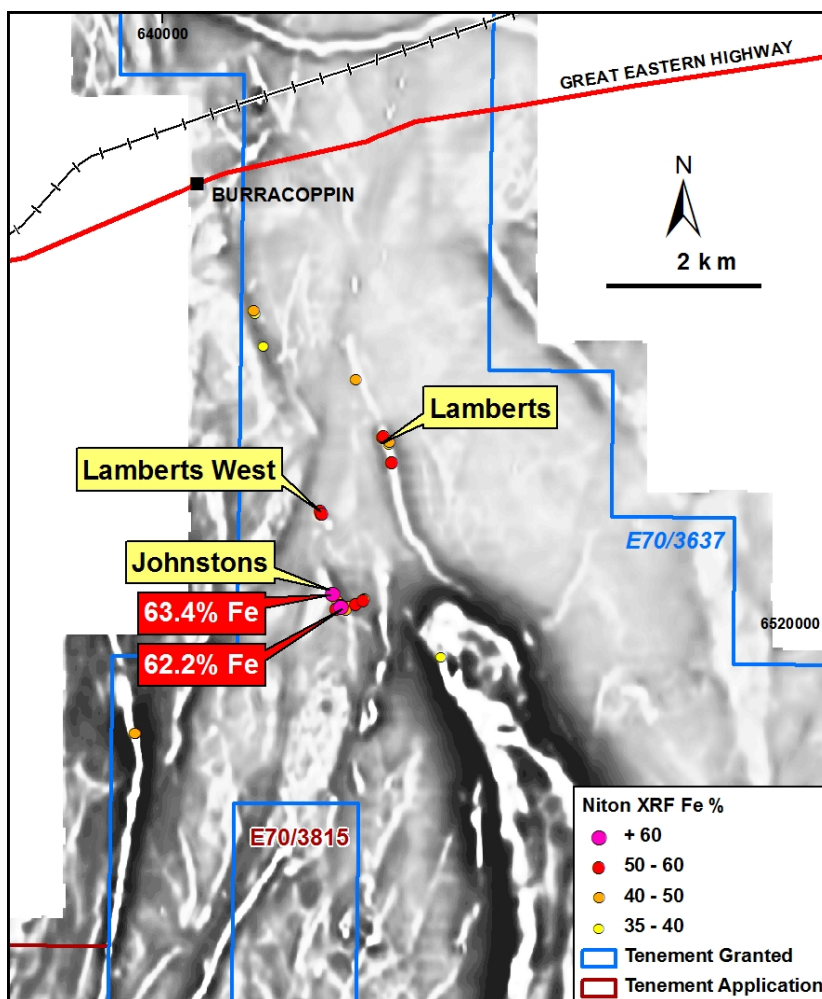 640000
GREAT EASTERN HIGHWAY
BURRACOPPIN
N
2 km
Lamberts
Lamberts West
E70/3637
Johnstons
63.4% Fe
6520000
62.2% Fe
E70/3815
Niton XRF Fe %
+ 60
50 - 60
40 - 50
35 - 40
Tenement Granted
Tenement Application